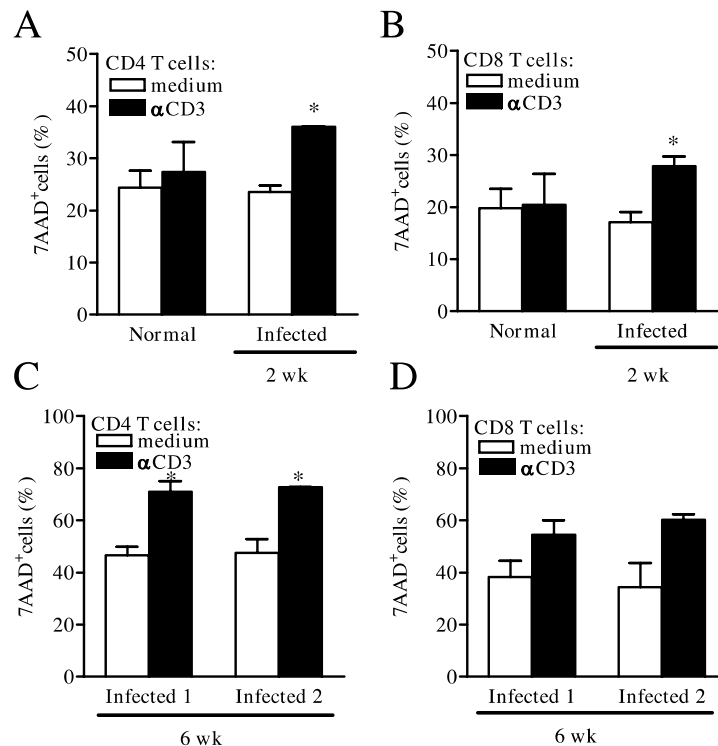 A
CD4 T cells:
medium
αCD3
7AAD+cells (%)
50
40
30
20
10
0
*
Normal
Infected
2 wk
B
CD8 T cells:
medium
αCD3
7AAD+cells (%)
50
40
30
20
10
0
*
Normal
Infected
2 wk
C
CD4 T cells:
medium
αCD3
7AAD+cells (%)
100
80
60
40
20
0
*
*
Infected 1
Infected 2
6 wk
D
CD8 T cells:
medium
αCD3
7AAD+cells (%)
100
80
60
40
20
0
Infected 1
Infected 2
6 wk